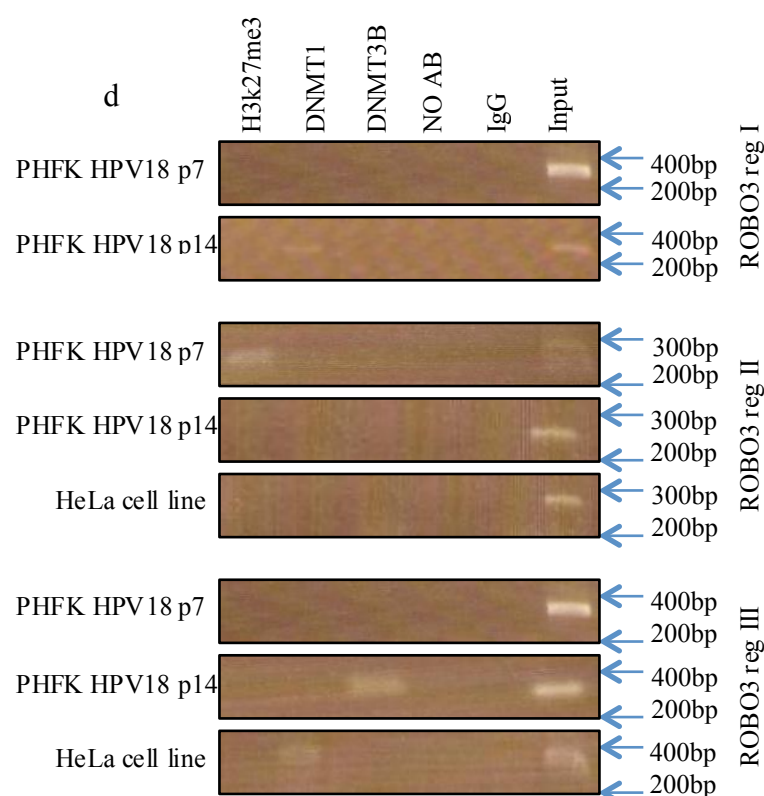 d
H3k27me3
DNMT1
DNMT3B
NO AB
IgG
Input
PHFK HPV18 p7
400bp
200bp
PHFK HPV18 p14
400bp
200bp
ROBO3 reg I
PHFK HPV18 p7
300bp
200bp
PHFK HPV18 p14
300bp
200bp
HeLa cell line
300bp
200bp
ROBO3 reg II
PHFK HPV18 p7
400bp
200bp
PHFK HPV18 p14
400bp
200bp
HeLa cell line
400bp
200bp
ROBO3 reg III